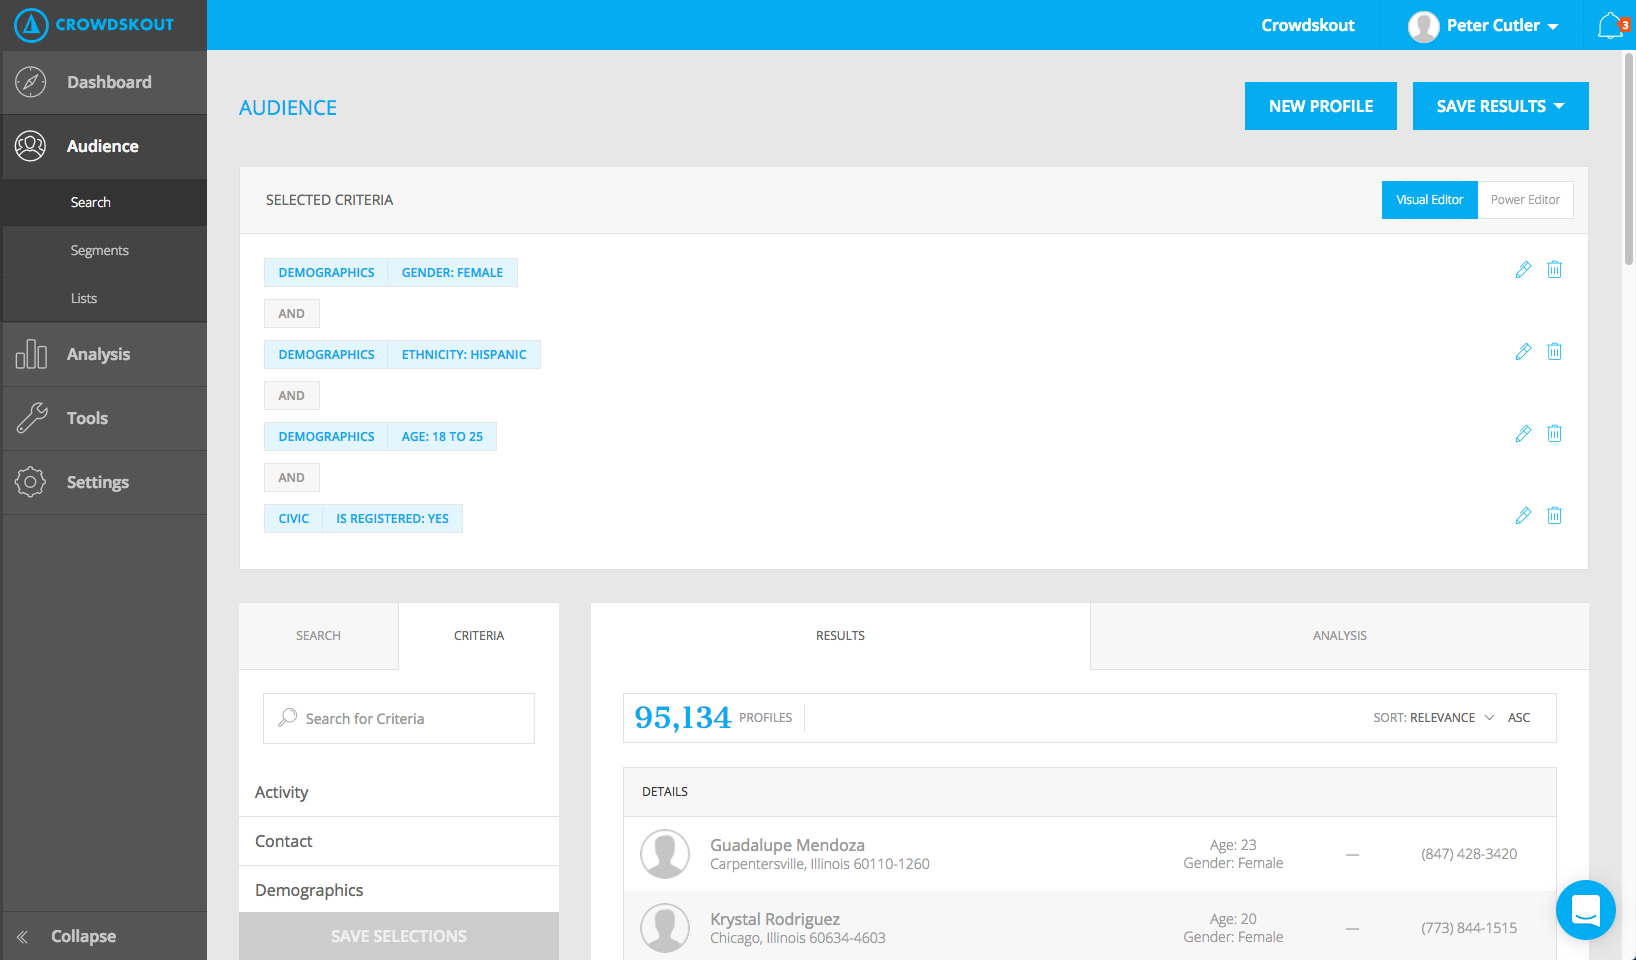 CROWDSKOUT
Crowdskout
Peter Cutler
3
Dashboard
Audience
Search
Segments
Lists
Analysis
Tools
Settings
Collapse
AUDIENCE
NEW PROFILE
SAVE RESULTS
SELECTED CRITERIA
Visual Editor
Power Editor
DEMOGRAPHICS GENDER: FEMALE
AND
DEMOGRAPHICS ETHNICITY: HISPANIC
AND
DEMOGRAPHICS AGE: 18 TO 25
AND
CIVIC IS REGISTERED: YES
SEARCH
CRITERIA
Search for Criteria
Activity
Contact
Demographics
SAVE SELECTIONS
RESULTS
ANALYSIS
95,134 PROFILES
SORT: RELEVANCE ASC
DETAILS
Guadalupe Mendoza
Carpentersville, Illinois 60110-1260
Age: 23
Gender: Female
—
(847) 428-3420
Krystal Rodriguez
Chicago, Illinois 60634-4603
Age: 20
Gender: Female
—
(773) 844-1515